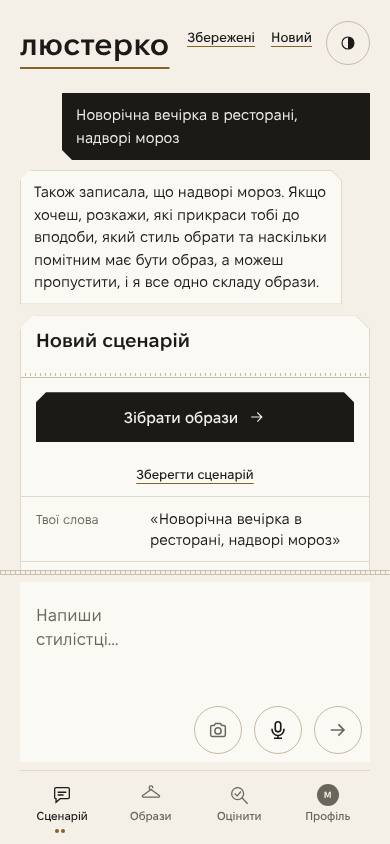 люстерко
Збережені
Новий
Новорічна вечірка в ресторані,
надворі мороз
Також записала, що надворі мороз. Якщо
хочеш, розкажи, які прикраси тобі до
вподоби, який стиль обрати та наскільки
помітним має бути образ, а можеш
пропустити, і я все одно складу образи.
Новий сценарій
Зібрати образи →
Зберегти сценарій
Твої слова
«Новорічна вечірка в
ресторані, надворі мороз»
Напиши
стилістці…
Сценарій
Образи
Оцінити
М
Профіль